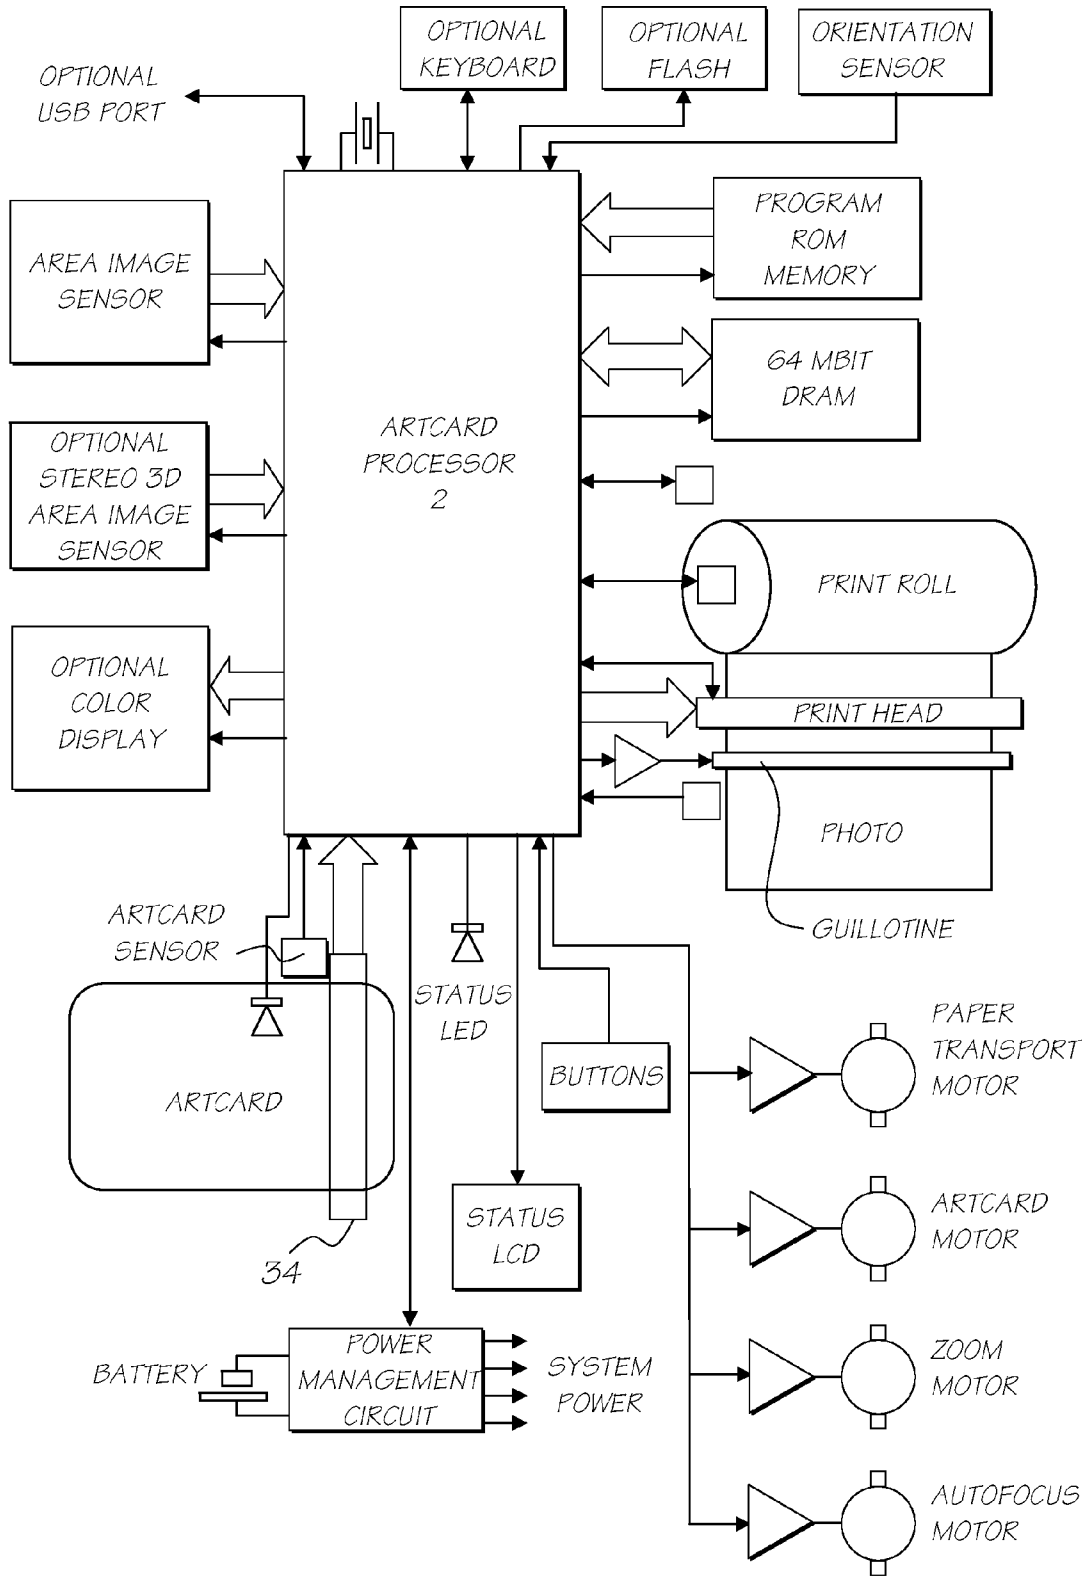 OPTIONAL
KEYBOARD
OPTIONAL
FLASH
ORIENTATION
SENSOR
OPTIONAL
USB PORT
AREA IMAGE
SENSOR
PROGRAM
ROM
MEMORY
64 MBIT
DRAM
OPTIONAL
STEREO 3D
AREA IMAGE
SENSOR
ARTCARD
PROCESSOR
2
PRINT ROLL
OPTIONAL
COLOR
DISPLAY
PRINT HEAD
PHOTO
GUILLOTINE
ARTCARD
SENSOR
STATUS
LED
ARTCARD
BUTTONS
PAPER
TRANSPORT
MOTOR
STATUS
LCD
ARTCARD
MOTOR
34
BATTERY
POWER
MANAGEMENT
CIRCUIT
SYSTEM
POWER
ZOOM
MOTOR
AUTOFOCUS
MOTOR